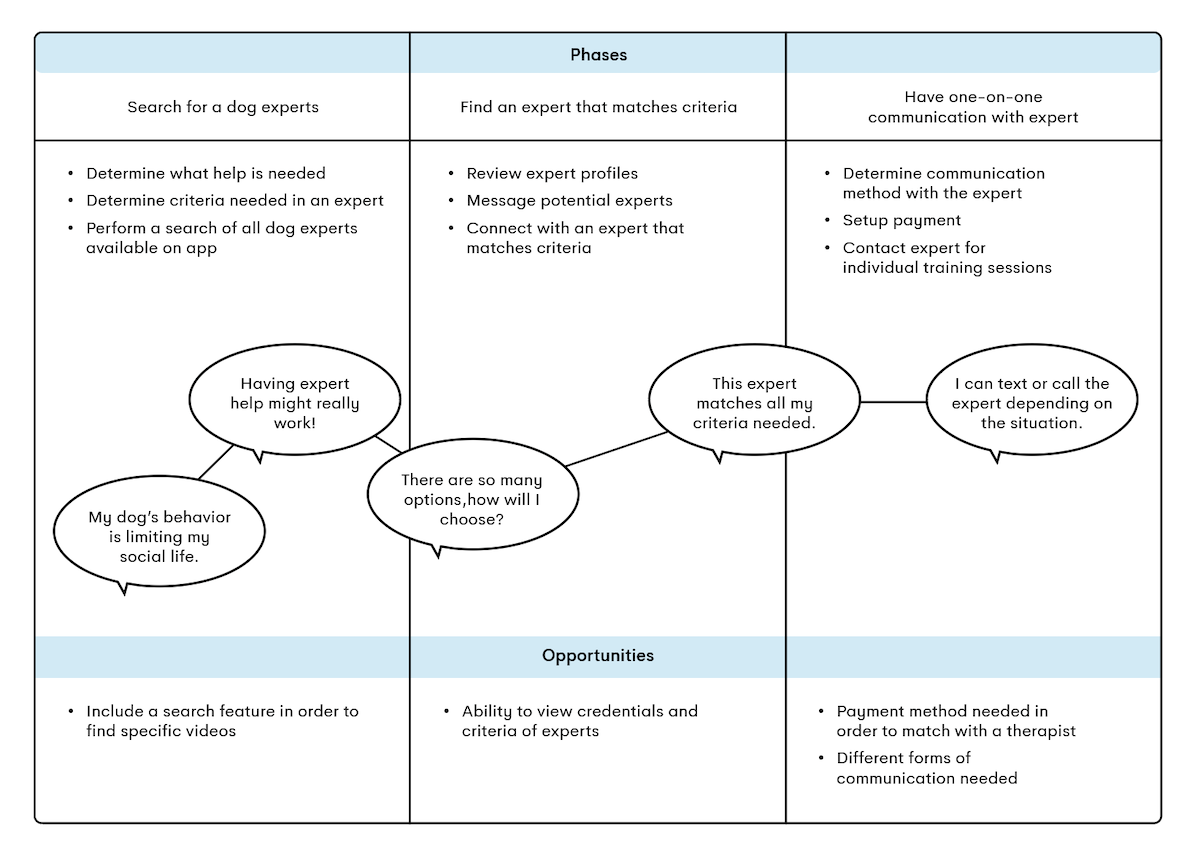 Phases
Search for a dog experts
Find an expert that matches criteria
Have one-on-one
communication with expert
• Determine what help is needed
• Determine criteria needed in an expert
• Perform a search of all dog experts
available on app
• Review expert profiles
• Message potential experts
• Connect with an expert that
matches criteria
• Determine communication
method with the expert
• Setup payment
• Contact expert for
individual training sessions
My dog's behavior
is limiting my
social life.
Having expert
help might really
work!
There are so many
options,how will I
choose?
This expert
matches all my
criteria needed.
I can text or call the
expert depending on
the situation.
Opportunities
• Include a search feature in order to
find specific videos
• Ability to view credentials and
criteria of experts
• Payment method needed in
order to match with a therapist
• Different forms of
communication needed